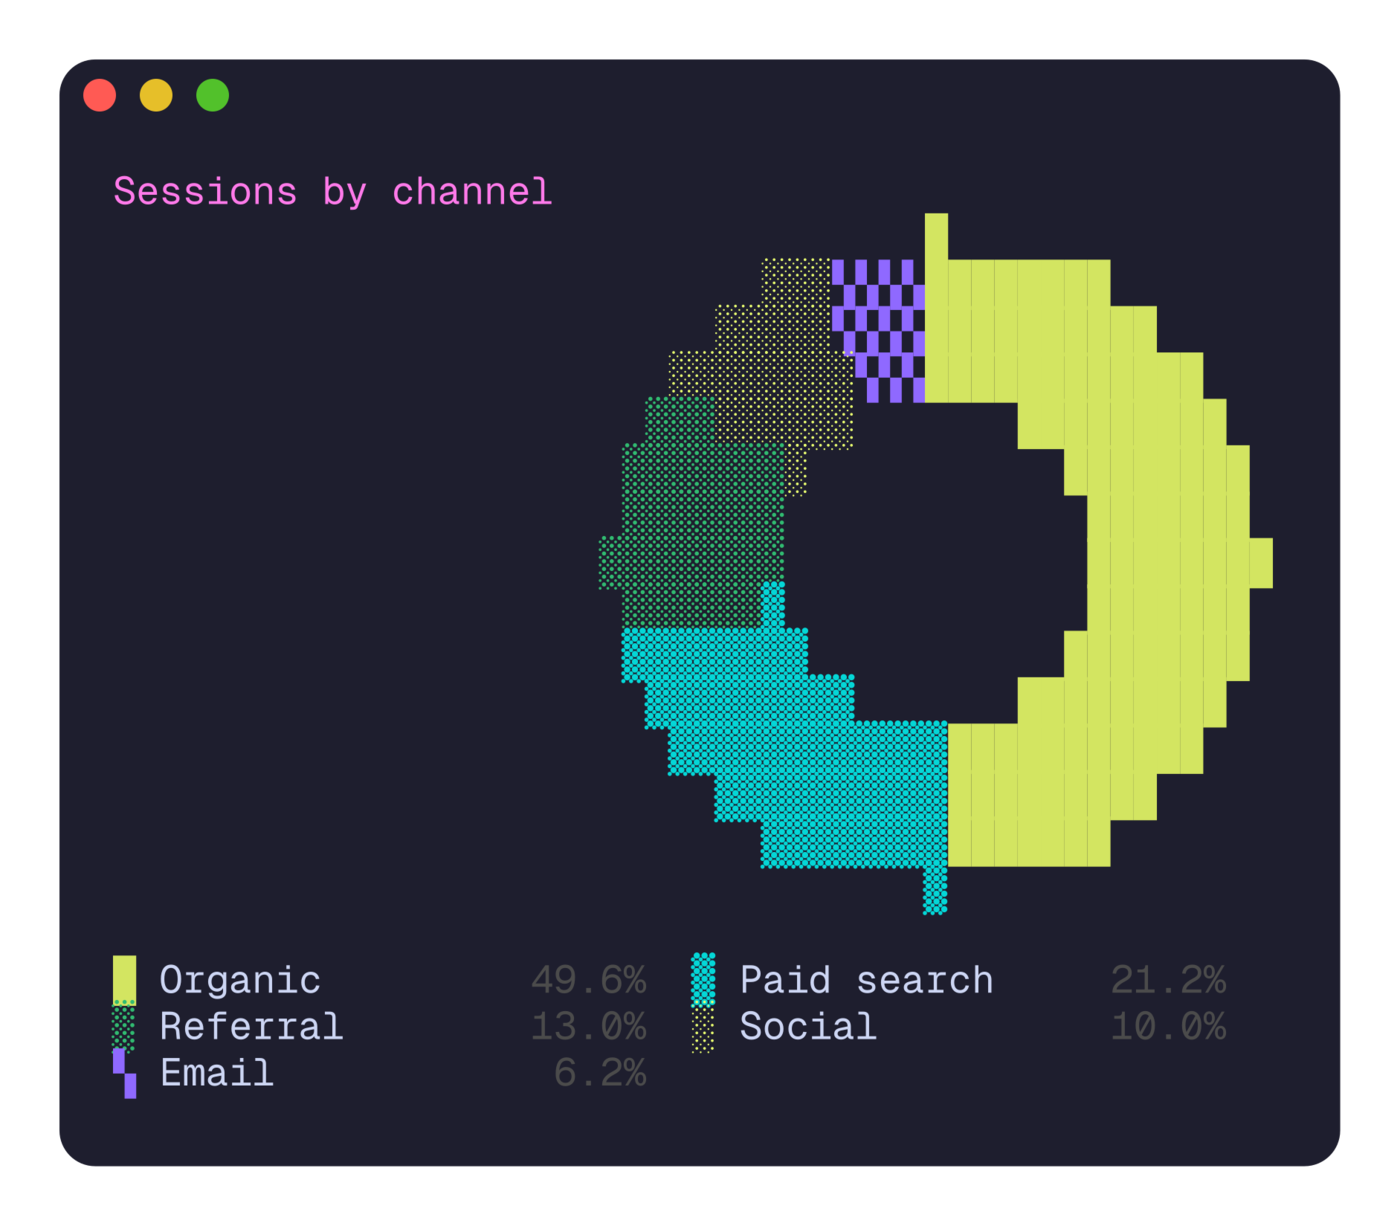 Sessions by channel
Organic 49.6% Paid search 21.2%
Referral 13.0% Social 10.0%
Email 6.2%